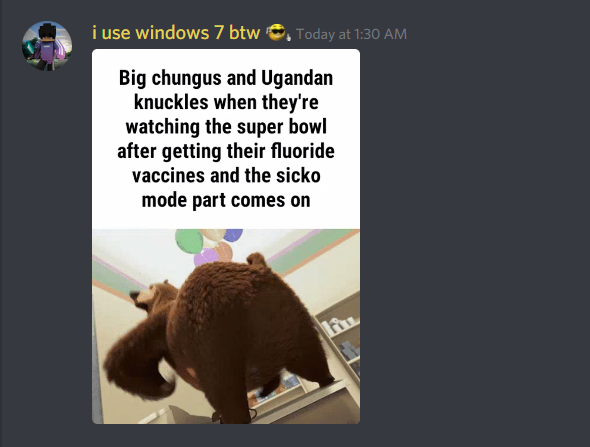 i use windows 7 btw 😎, Today at 1:30 AM
Big chungus and Ugandan
knuckles when they're
watching the super bowl
after getting their fluoride
vaccines and the sicko
mode part comes on